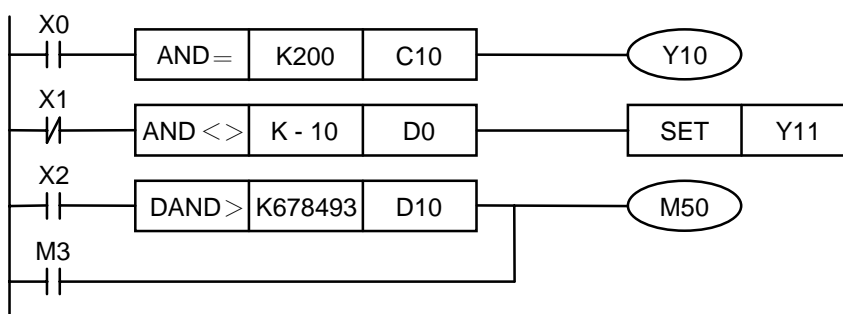 X0
AND= K200 C10 Y10
X1
AND<> K - 10 D0 SET Y11
X2
DAND> K678493 D10 M50
M3